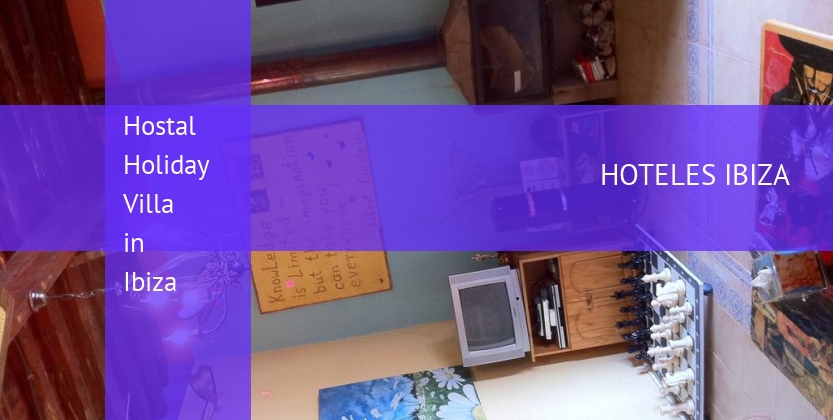 Hostal
Holiday
Villa
in
Ibiza
HOTELES IBIZA
Knowledge
is Limited -
but the imagination
can take you
everywhere!
Albert Einstein